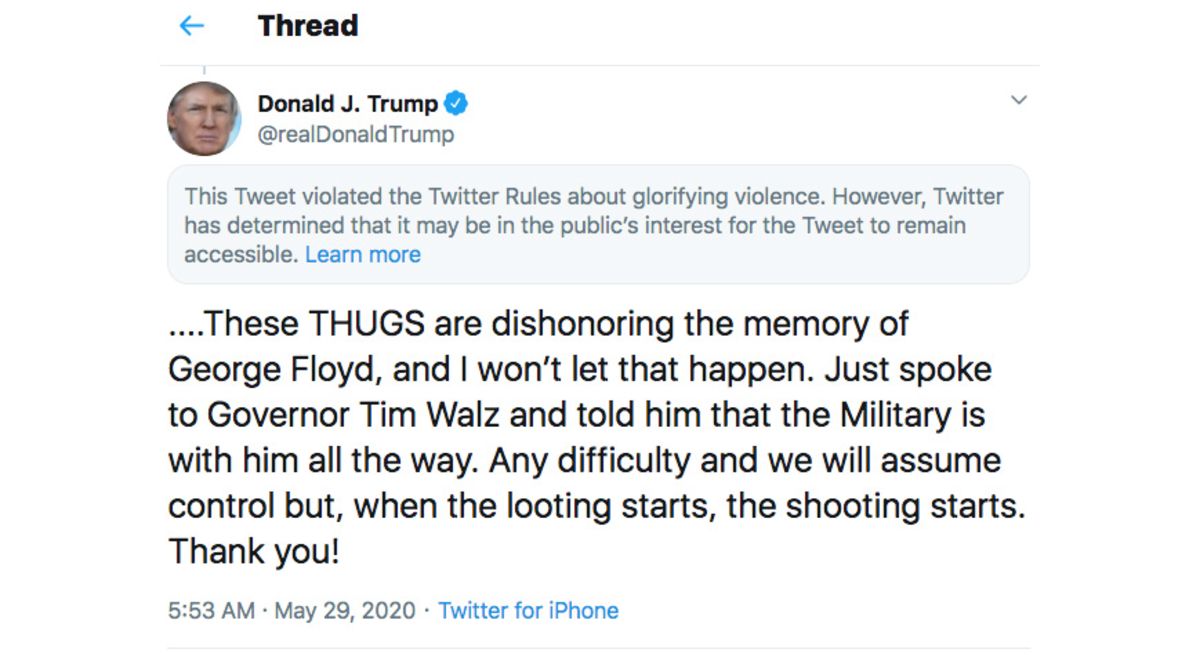 Thread
Donald J. Trump
@realDonaldTrump
This Tweet violated the Twitter Rules about glorifying violence. However, Twitter
has determined that it may be in the public’s interest for the Tweet to remain
accessible. Learn more
....These THUGS are dishonoring the memory of
George Floyd, and I won’t let that happen. Just spoke
to Governor Tim Walz and told him that the Military is
with him all the way. Any difficulty and we will assume
control but, when the looting starts, the shooting starts.
Thank you!
5:53 AM · May 29, 2020 · Twitter for iPhone